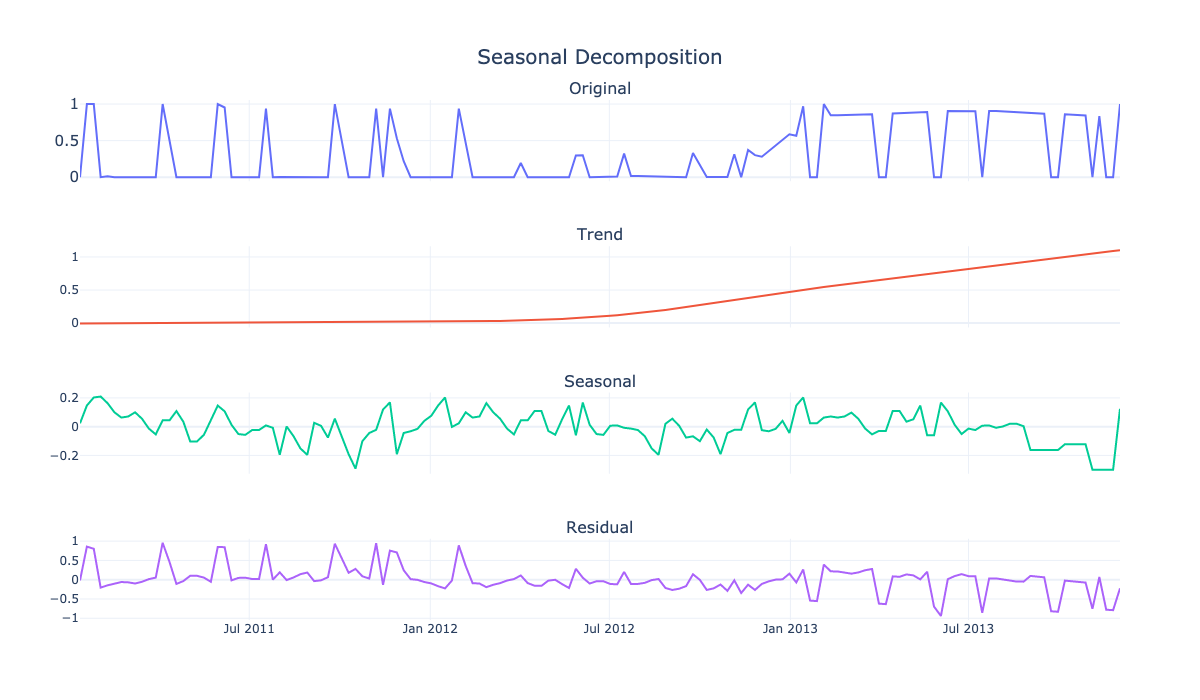 Seasonal Decomposition
Original
1
0.5
0
Trend
1
0.5
0
Seasonal
0.2
0
−0.2
Residual
1
0.5
0
−0.5
−1
Jul 2011 Jan 2012 Jul 2012 Jan 2013 Jul 2013